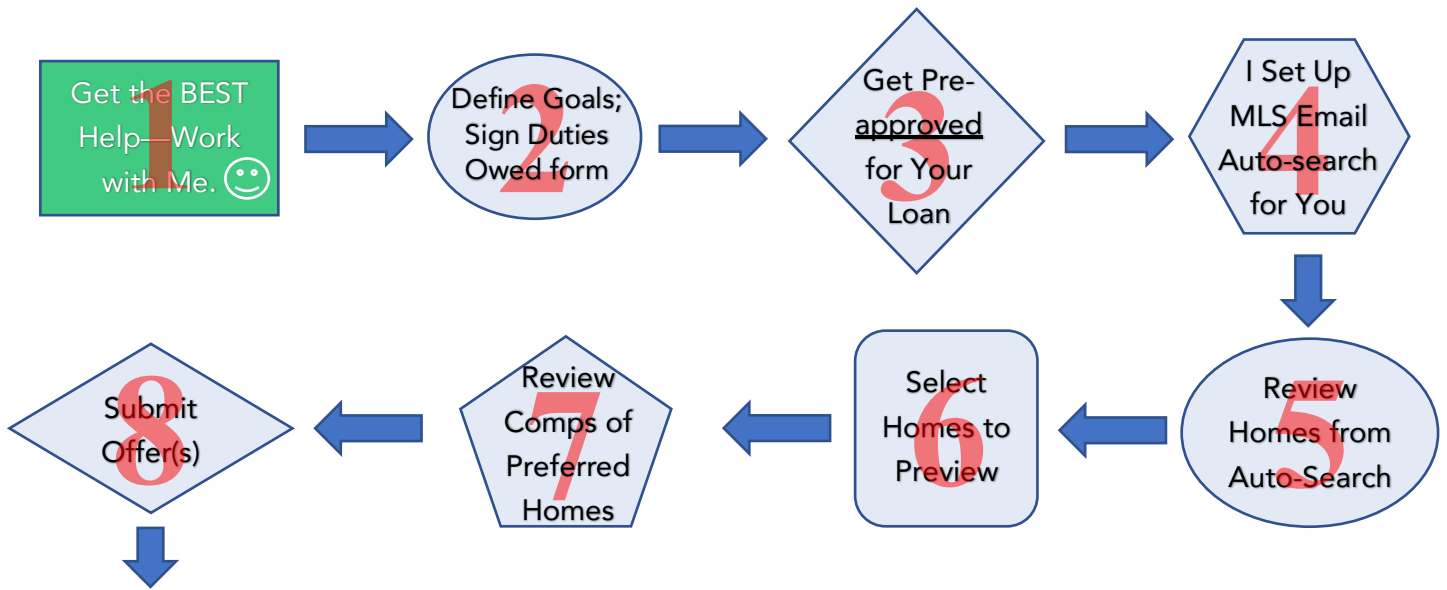 1
Get the BEST
Help—Work
with Me.
2
Define Goals;
Sign Duties
Owed form
3
Get Pre-
approved
for Your
Loan
4
I Set Up
MLS Email
Auto-search
for You
5
Review
Homes from
Auto-Search
6
Select
Homes to
Preview
7
Review
Comps of
Preferred
Homes
8
Submit
Offer(s)